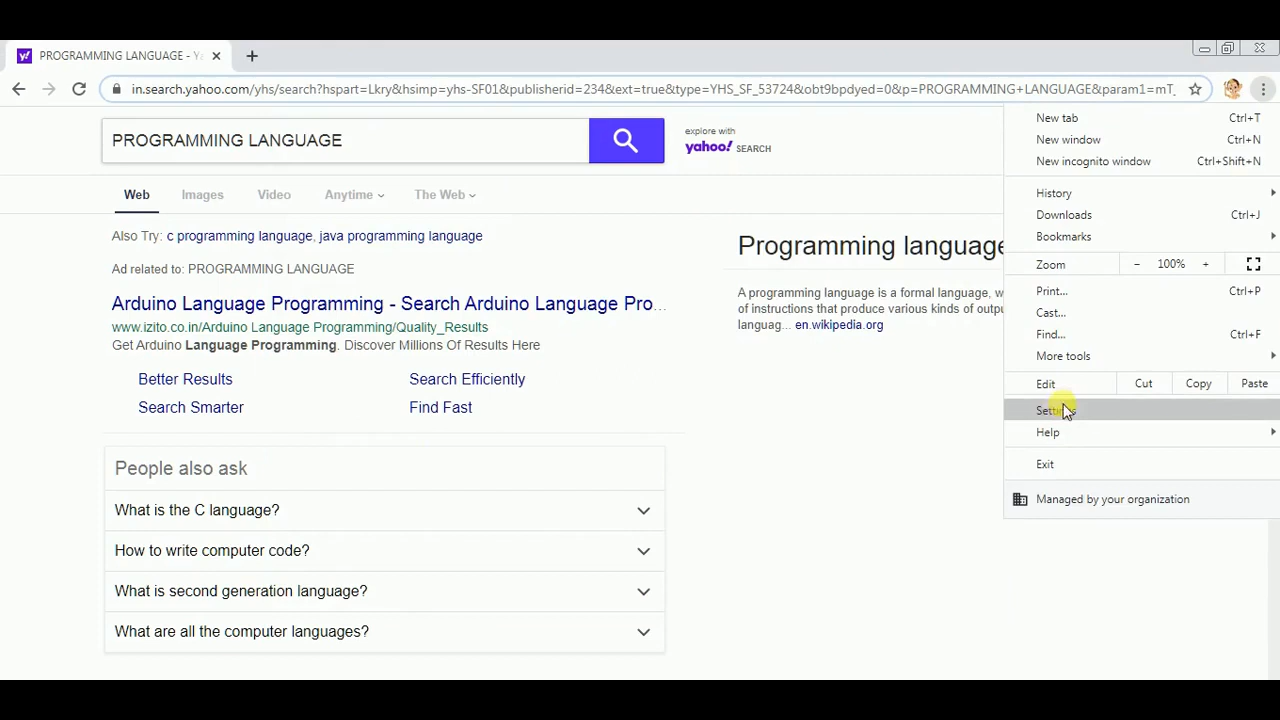 PROGRAMMING LANGUAGE - Y
in.search.yahoo.com/yhs/search?hspart=Lkry&hsimp=yhs-SF01&publisherid=234&ext=true&type=YHS_SF_53724&obt9bpdyed=0&p=PROGRAMMING+LANGUAGE&param1=mT_
PROGRAMMING LANGUAGE
explore with
yahoo! SEARCH
Web Images Video Anytime The Web
Also Try: c programming language, java programming language
Ad related to: PROGRAMMING LANGUAGE
Arduino Language Programming - Search Arduino Language Pro...
www.izito.co.in/Arduino Language Programming/Quality_Results
Get Arduino Language Programming. Discover Millions Of Results Here
Better Results Search Efficiently
Search Smarter Find Fast
People also ask
What is the C language?
How to write computer code?
What is second generation language?
What are all the computer languages?
Programming language
A programming language is a formal language, w
of instructions that produce various kinds of outpu
languag... en.wikipedia.org
New tab Ctrl+T
New window Ctrl+N
New incognito window Ctrl+Shift+N
History
Downloads Ctrl+J
Bookmarks
Zoom - 100% +
Print... Ctrl+P
Cast...
Find... Ctrl+F
More tools
Edit Cut Copy Paste
Settings
Help
Exit
Managed by your organization